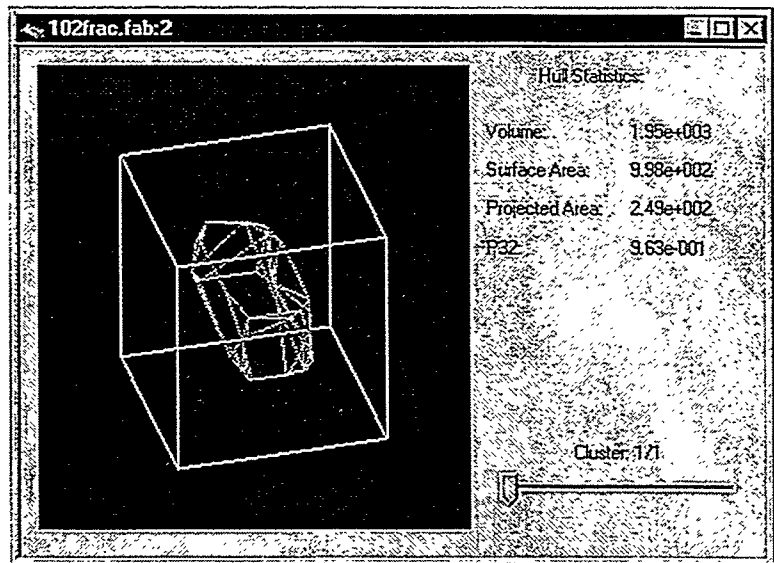 102frac.fab:2
Hull Statistics:
Volume: 1.95e+003
Surface Area: 9.98e+002
Projected Area: 2.49e+002
P32: 9.63e-001
Cluster: 1/1